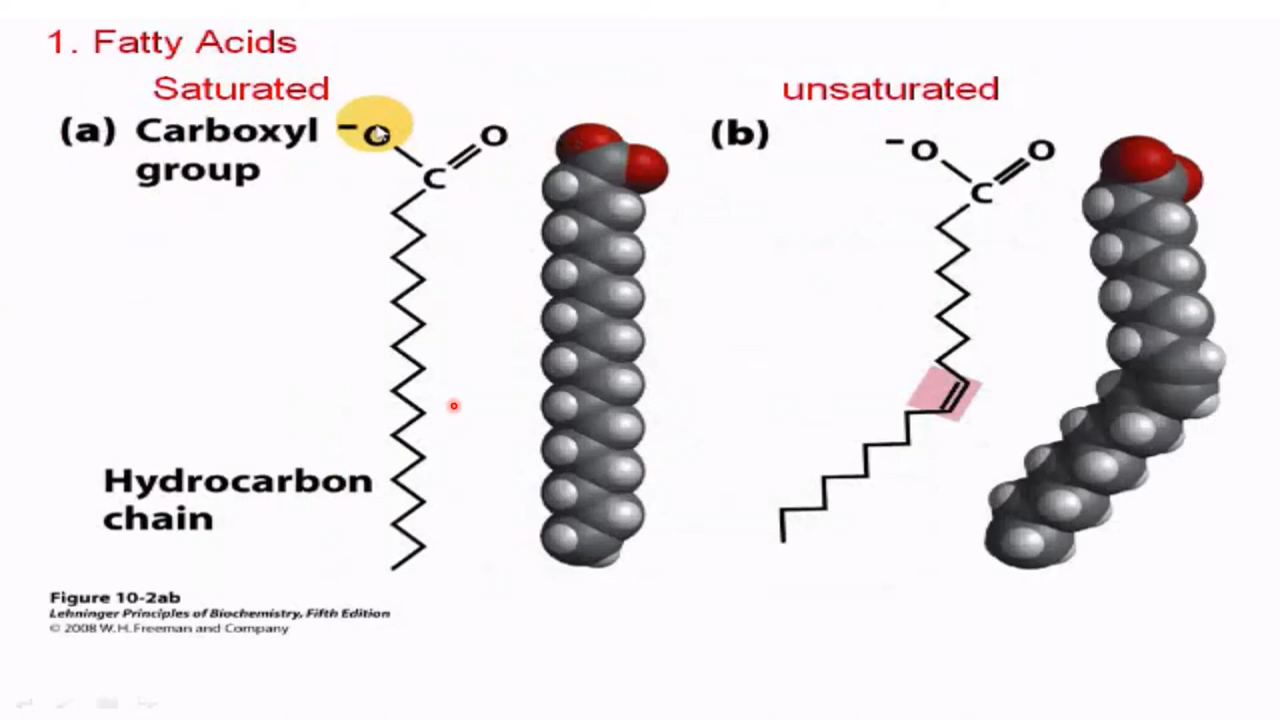 1. Fatty Acids
Saturated
unsaturated
(a) Carboxyl group
−O
O
C
(b)
−O
O
C
Hydrocarbon
chain
Figure 10-2ab
Lehninger Principles of Biochemistry, Fifth Edition
© 2008 W. H. Freeman and Company